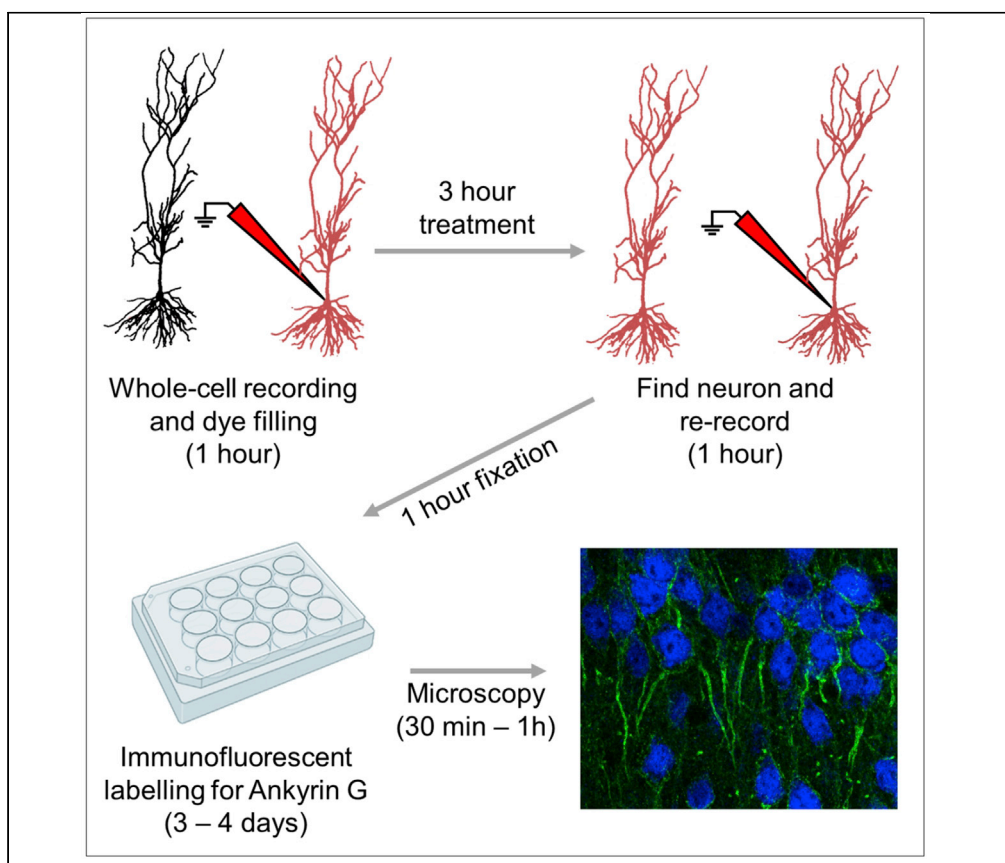 3 hour
treatment
Whole-cell recording
and dye filling
(1 hour)
Find neuron and
re-record
(1 hour)
1 hour fixation
Immunofluorescent
labelling for Ankyrin G
(3 – 4 days)
Microscopy
(30 min – 1h)